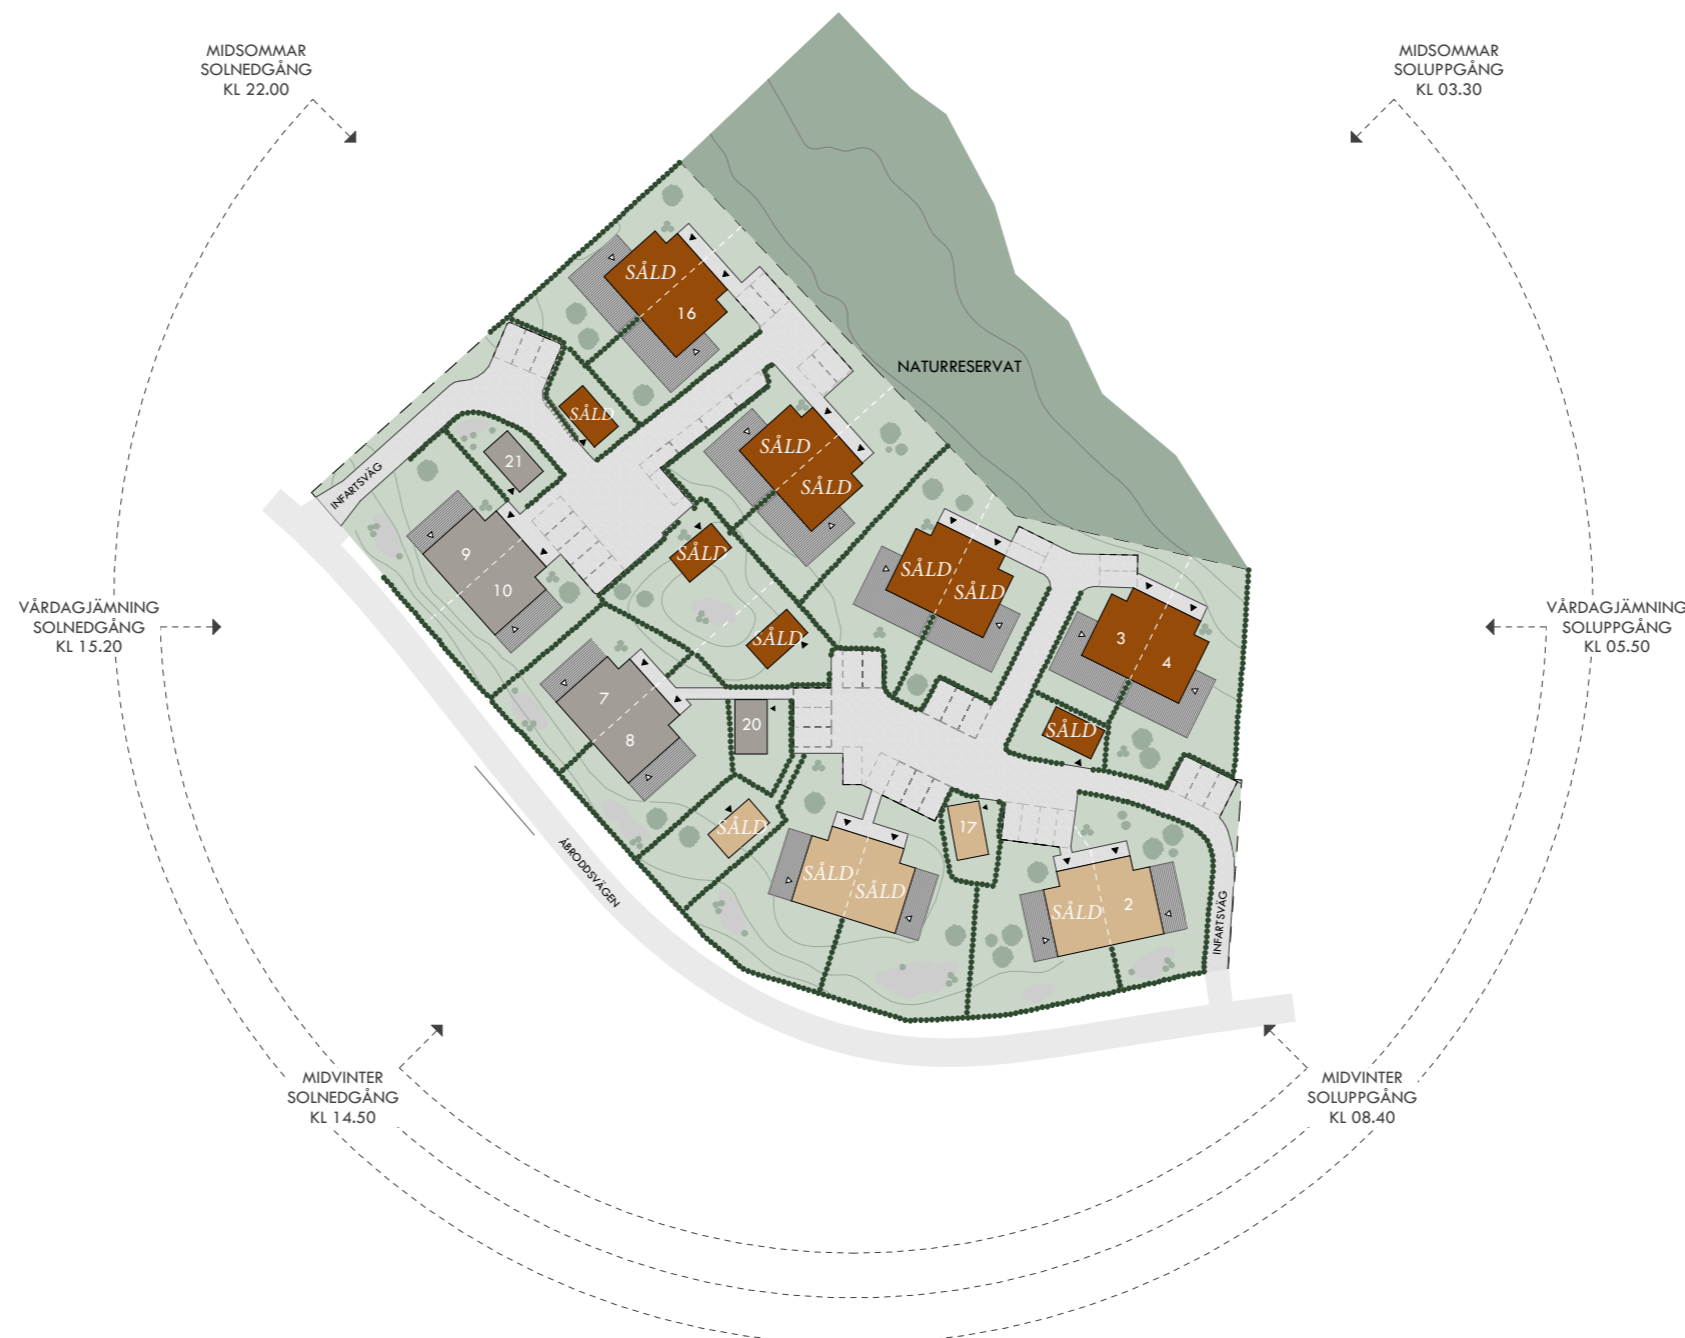 MIDSOMMAR
SOLNEDGÅNG
KL 22.00
MIDSOMMAR
SOLUPPGÅNG
KL 03.30
SÅLD
16
NATURRESERVAT
SÅLD
SÅLD
SÅLD
21
INFARTSVÄG
9
10
SÅLD
SÅLD
SÅLD
SÅLD
3
4
VÅRDAGJÄMNING
SOLNEDGÅNG
KL 15.20
VÅRDAGJÄMNING
SOLUPPGÅNG
KL 05.50
SÅLD
7
8
20
SÅLD
SÅLD
17
SÅLD
SÅLD
SÅLD
2
ÅBRODDSVÄGEN
INFARTSVÄG
MIDVINTER
SOLNEDGÅNG
KL 14.50
MIDVINTER
SOLUPPGÅNG
KL 08.40